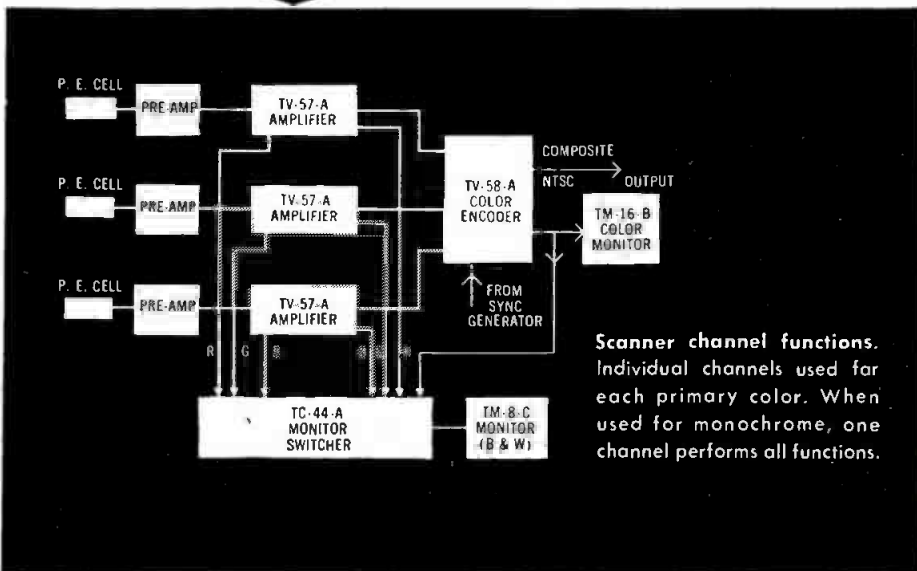 P. E. CELL
PRE-AMP
TV-57-A
AMPLIFIER
P. E. CELL
PRE-AMP
TV-57-A
AMPLIFIER
P. E. CELL
PRE-AMP
TV-57-A
AMPLIFIER
TV-58-A
COLOR
ENCODER
COMPOSITE
NTSC OUTPUT
TM-16-B
COLOR
MONITOR
FROM
SYNC
GENERATOR
R G B
TC-44-A
MONITOR
SWITCHER
TM-8-C
MONITOR
(B & W)
Scanner channel functions.
Individual channels used for
each primary color. When
used for monochrome, one
channel performs all functions.